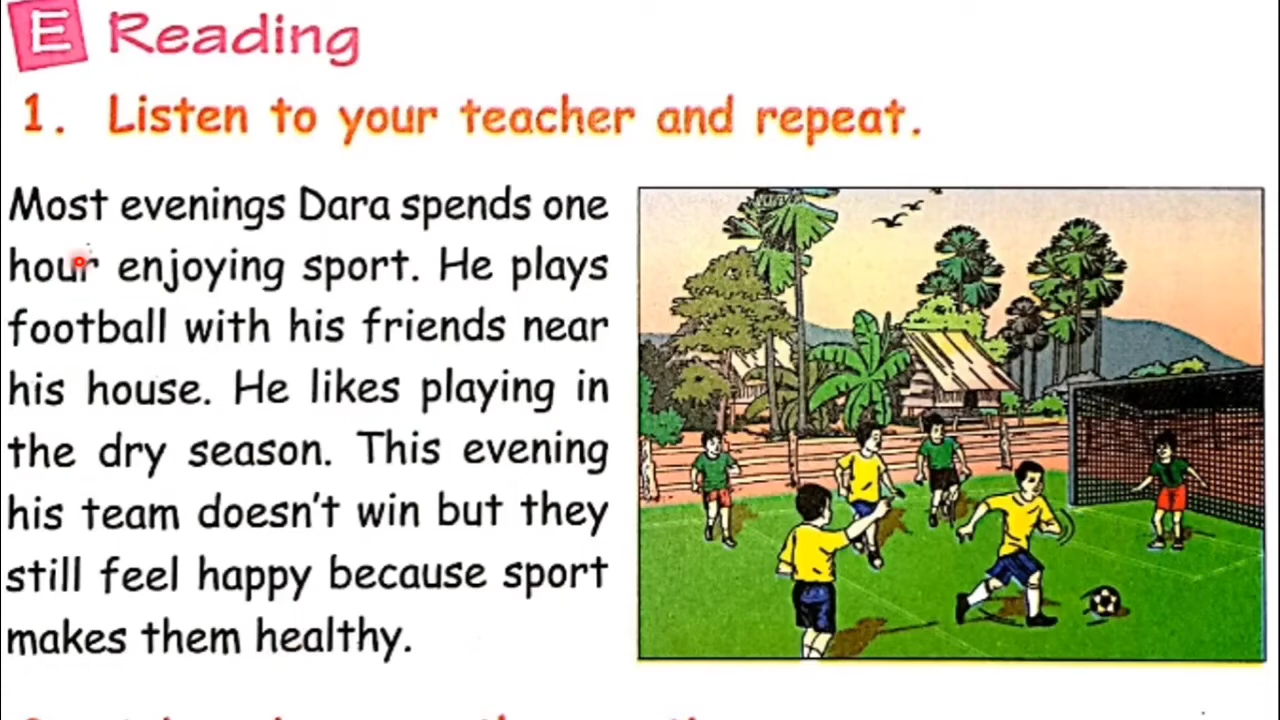 E Reading
1. Listen to your teacher and repeat.
Most evenings Dara spends one
hour enjoying sport. He plays
football with his friends near
his house. He likes playing in
the dry season. This evening
his team doesn't win but they
still feel happy because sport
makes them healthy.